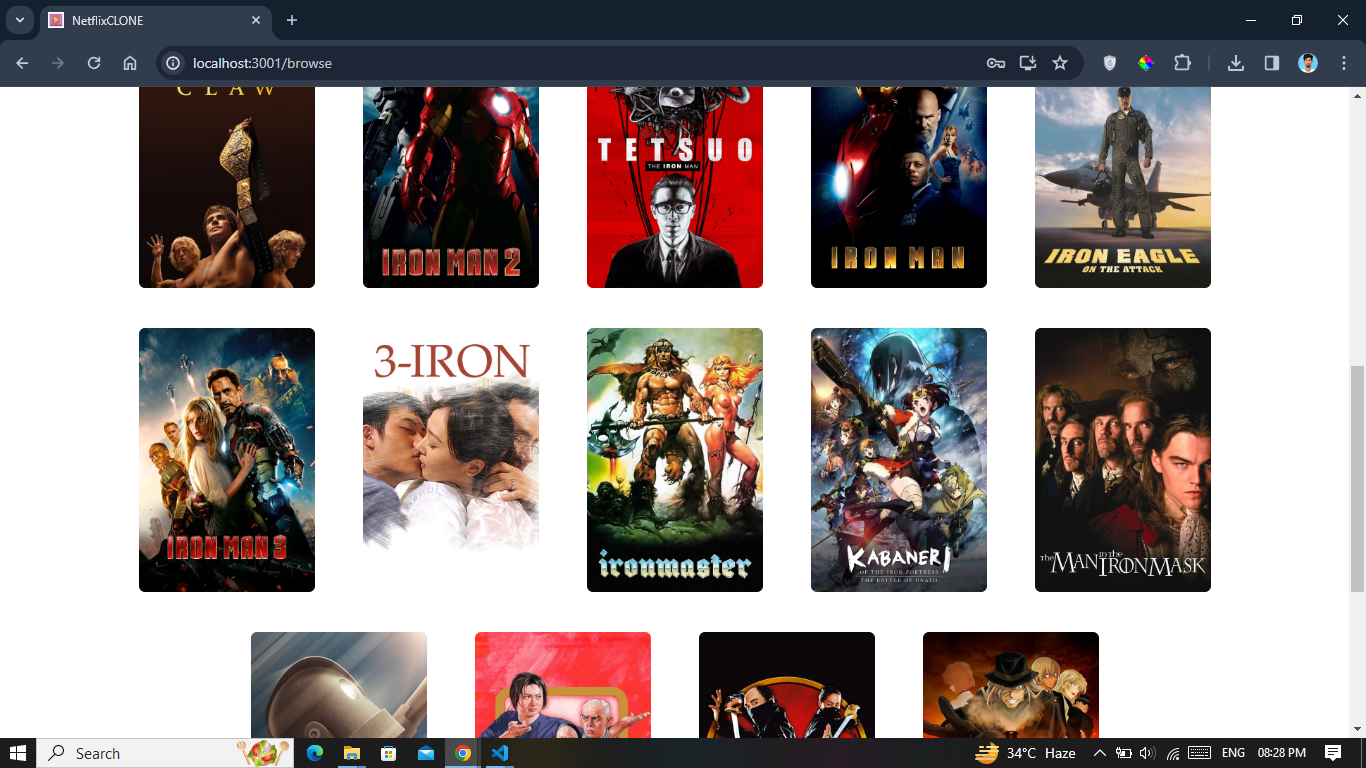 NetflixCLONE
localhost:3001/browse
CLAW
IRON MAN 2
TETSUO
THE IRON MAN
IRON MAN
IRON EAGLE
ON THE ATTACK
IRON MAN 3
3-IRON
ironmaster
KABANERI
OF THE IRON FORTRESS
THE BATTLE OF UNATO
THE MAN IN THE IRON MASK
Search
34°C Haze
ENG
08:28 PM